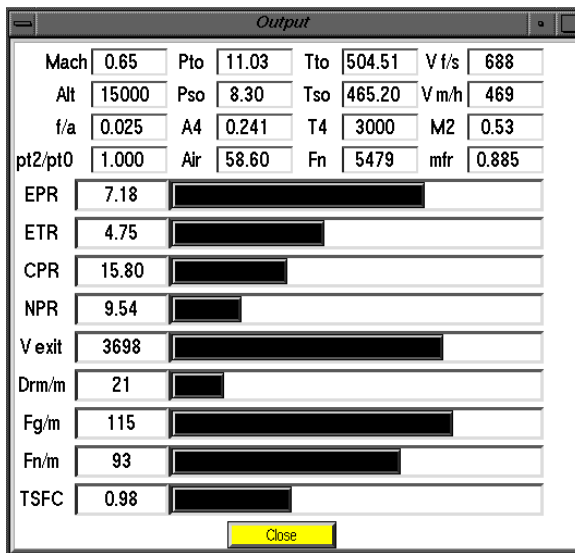 Output
Mach 0.65 Pto 11.03 Tto 504.51 V f/s 688
Alt 15000 Pso 8.30 Tso 465.20 V m/h 469
f/a 0.025 A4 0.241 T4 3000 M2 0.53
pt2/pt0 1.000 Air 58.60 Fn 5479 mfr 0.885
EPR 7.18
ETR 4.75
CPR 15.80
NPR 9.54
V exit 3698
Drm/m 21
Fg/m 115
Fn/m 93
TSFC 0.98
Close